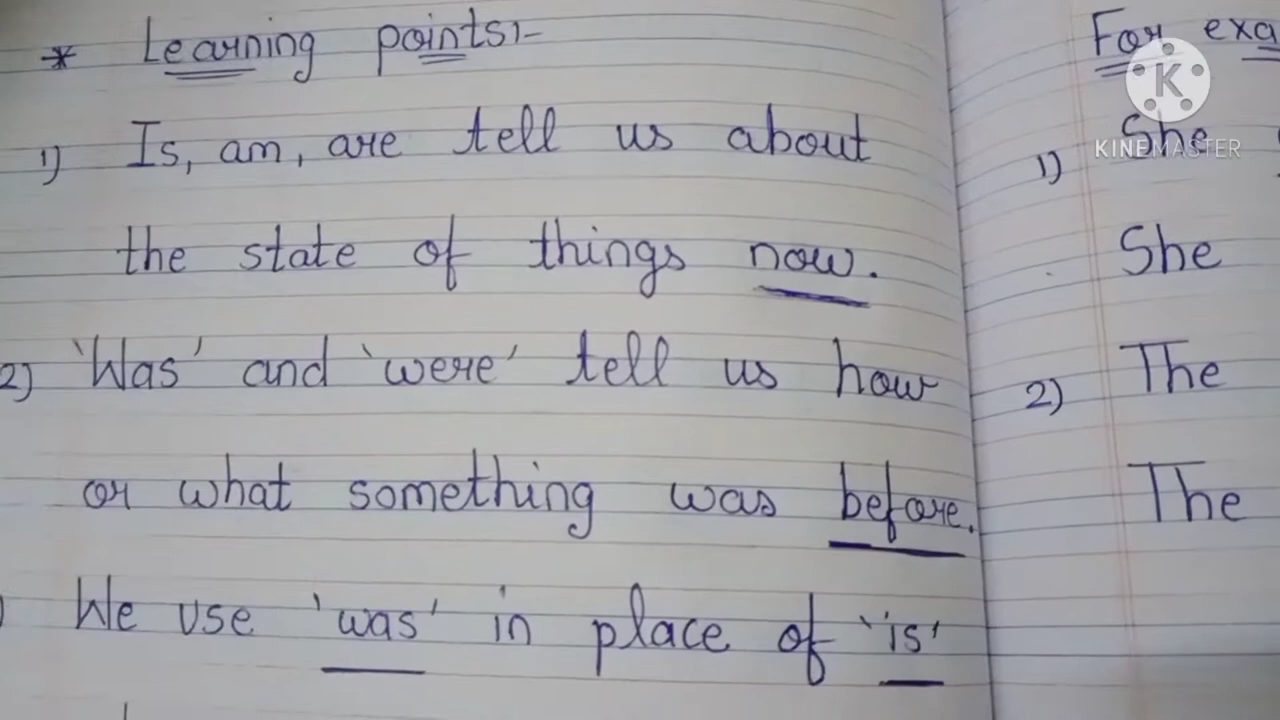 * Learning points:-
1) Is, am, are tell us about
the state of things now.
2) 'Was' and 'were' tell us how
or what something was before.
) We use 'was' in place of 'is'
For exa
KINEMASTER
1) She
She
2) The
The